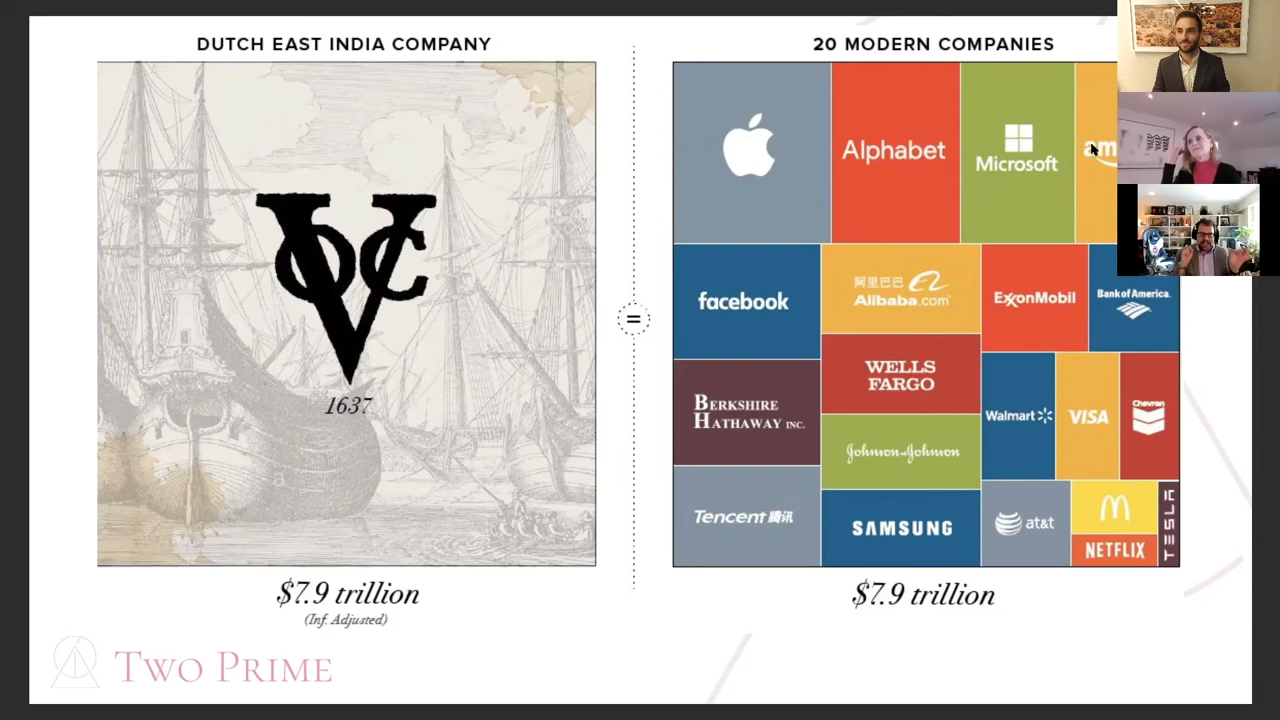 DUTCH EAST INDIA COMPANY
VOC
1637
$7.9 trillion
(Inf. Adjusted)
=
20 MODERN COMPANIES
Alphabet
Microsoft
am
facebook
阿里巴巴
Alibaba.com
ExxonMobil
Bank of America.
BERKSHIRE
HATHAWAY INC.
WELLS
FARGO
Johnson-Johnson
Walmart
VISA
Chevron
Tencent 腾讯
SAMSUNG
at&t
NETFLIX
TESLA
$7.9 trillion
TWO PRIME